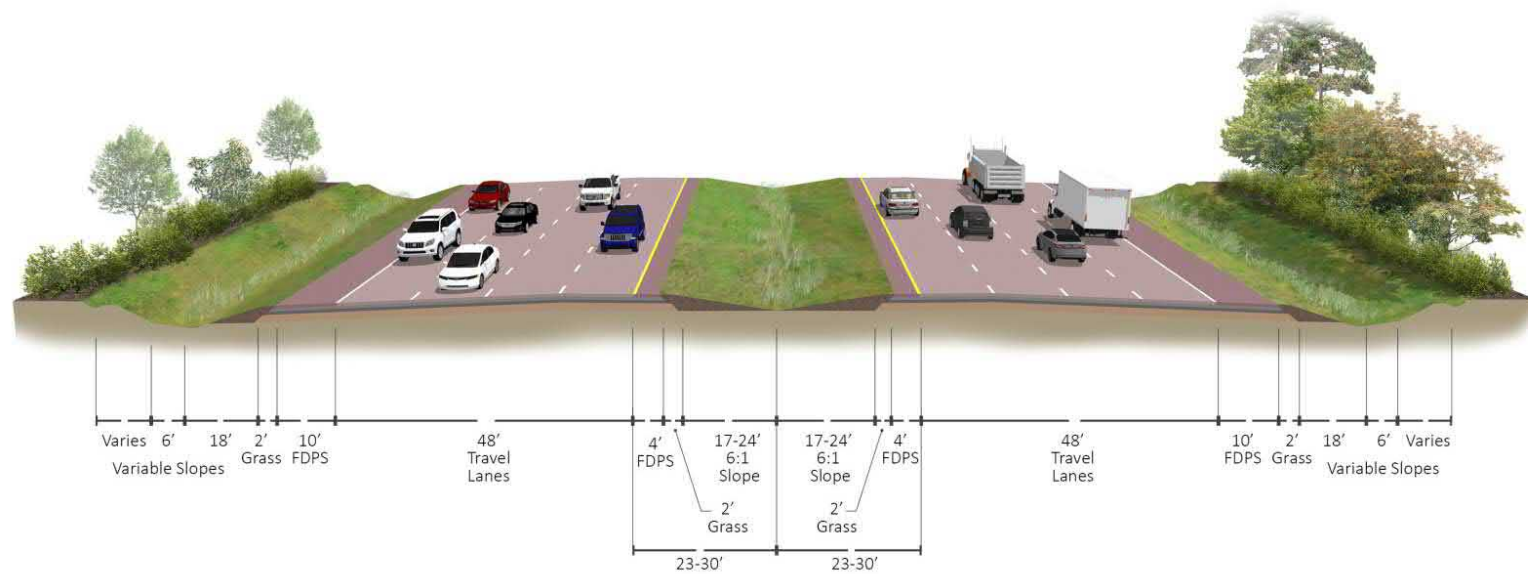 Varies 6’ 18’ 2’ 10’ 48’ 4’ 17-24’ 17-24’ 4’ 48’ 10’ 2’ 18’ 6’ Varies
Variable Slopes Grass FDPS Travel FDPS 6:1 6:1 FDPS Travel FDPS Grass Variable Slopes
Lanes Slope Slope Lanes
2’ 2’
Grass Grass
23-30’ 23-30’